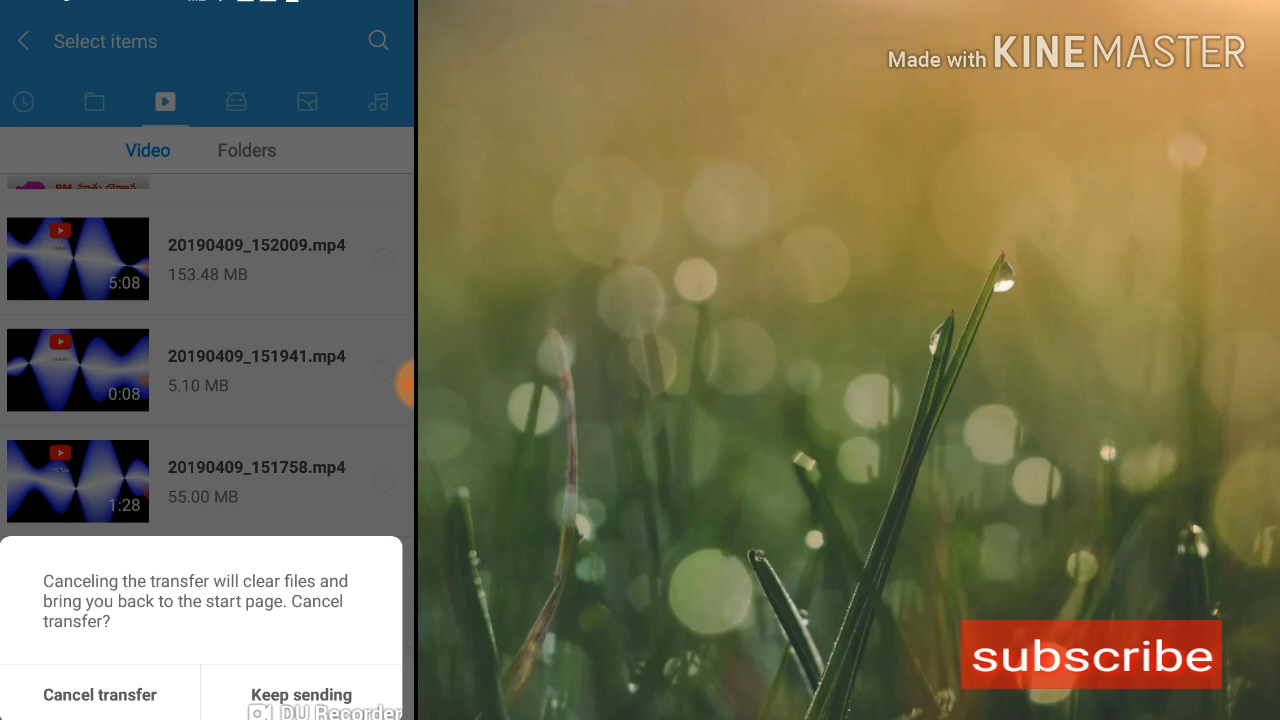 Select items
Video Folders
20190409_152009.mp4
153.48 MB
5:08
20190409_151941.mp4
5.10 MB
0:08
20190409_151758.mp4
55.00 MB
1:28
Canceling the transfer will clear files and
bring you back to the start page. Cancel
transfer?
Cancel transfer Keep sending
DU Recorder
Made with KINEMASTER
subscribe